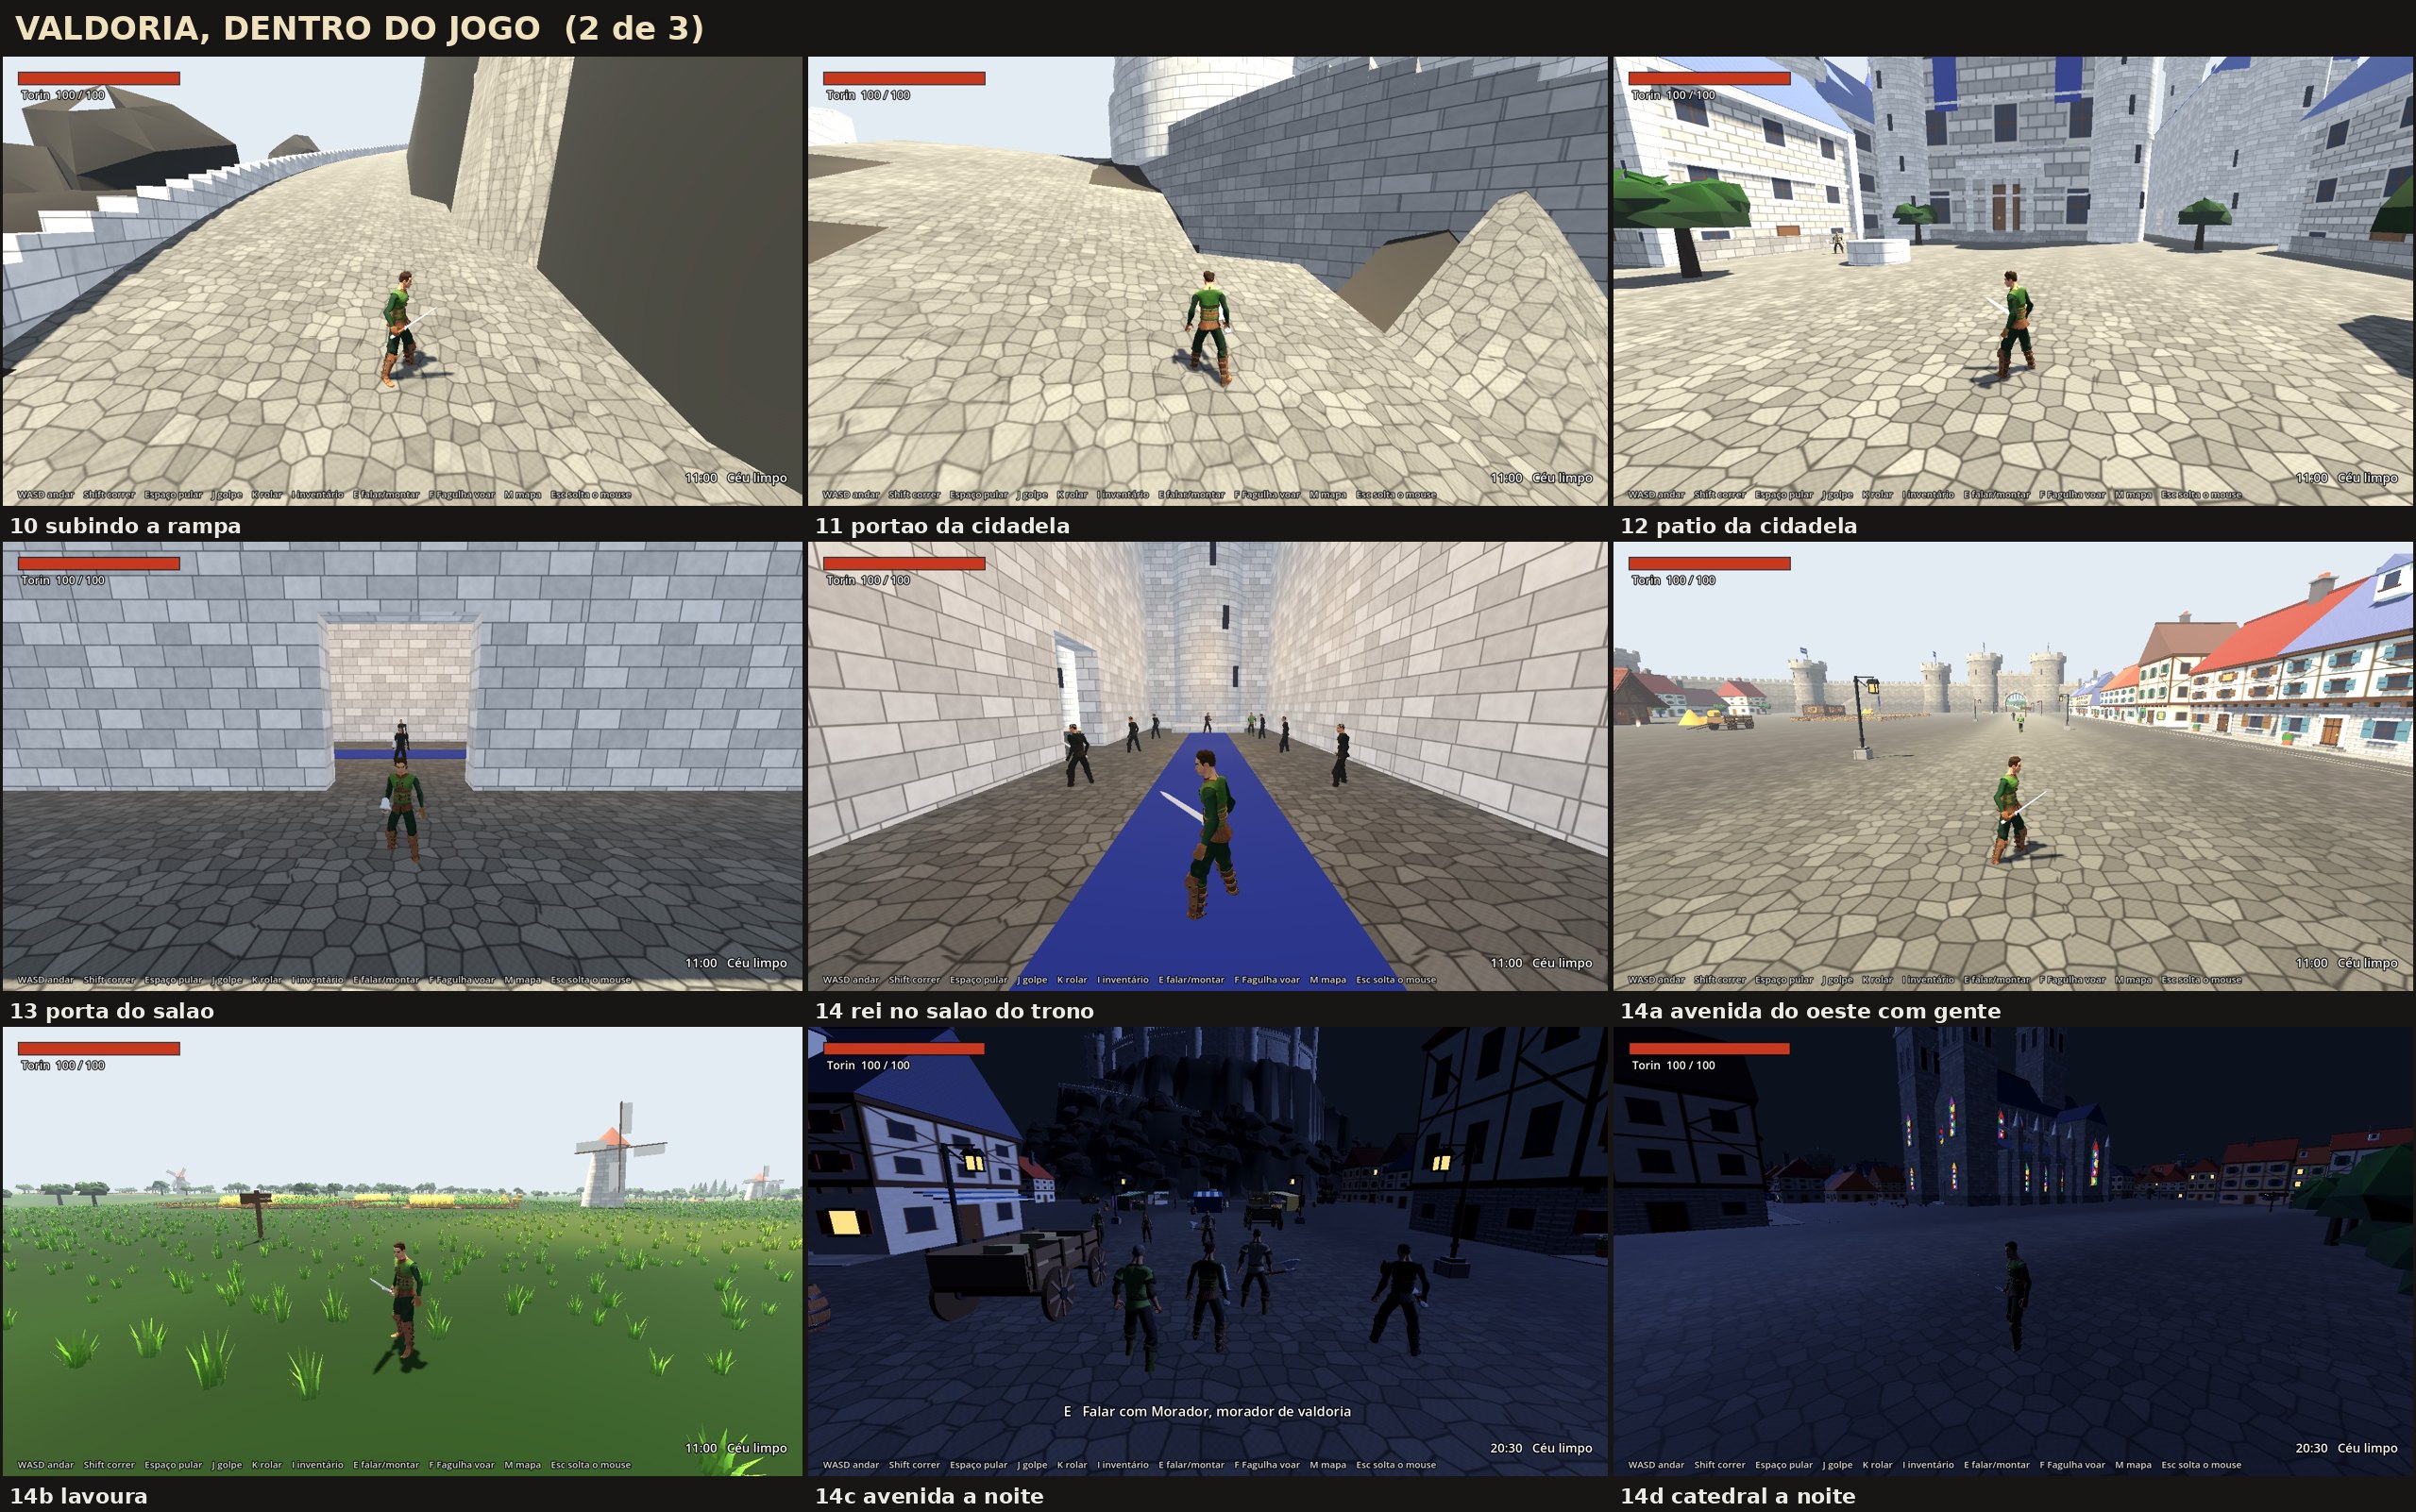 VALDORIA, DENTRO DO JOGO (2 de 3)
Torin 100 / 100
Torin 100 / 100
Torin 100 / 100
11:00 Céu limpo
11:00 Céu limpo
11:00 Céu limpo
WASD andar Shift correr Espaço pular J golpe K rolar I inventário E falar/montar F Fagulha voar M mapa Esc solta o mouse
WASD andar Shift correr Espaço pular J golpe K rolar I inventário E falar/montar F Fagulha voar M mapa Esc solta o mouse
WASD andar Shift correr Espaço pular J golpe K rolar I inventário E falar/montar F Fagulha voar M mapa Esc solta o mouse
10 subindo a rampa
11 portao da cidadela
12 patio da cidadela
Torin 100 / 100
Torin 100 / 100
Torin 100 / 100
11:00 Céu limpo
11:00 Céu limpo
11:00 Céu limpo
WASD andar Shift correr Espaço pular J golpe K rolar I inventário E falar/montar F Fagulha voar M mapa Esc solta o mouse
WASD andar Shift correr Espaço pular J golpe K rolar I inventário E falar/montar F Fagulha voar M mapa Esc solta o mouse
WASD andar Shift correr Espaço pular J golpe K rolar I inventário E falar/montar F Fagulha voar M mapa Esc solta o mouse
13 porta do salao
14 rei no salao do trono
14a avenida do oeste com gente
Torin 100 / 100
Torin 100 / 100
Torin 100 / 100
E Falar com Morador, morador de valdoria
11:00 Céu limpo
20:30 Céu limpo
20:30 Céu limpo
WASD andar Shift correr Espaço pular J golpe K rolar I inventário E falar/montar F Fagulha voar M mapa Esc solta o mouse
WASD andar Shift correr Espaço pular J golpe K rolar I inventário E falar/montar F Fagulha voar M mapa Esc solta o mouse
WASD andar Shift correr Espaço pular J golpe K rolar I inventário E falar/montar F Fagulha voar M mapa Esc solta o mouse
14b lavoura
14c avenida a noite
14d catedral a noite